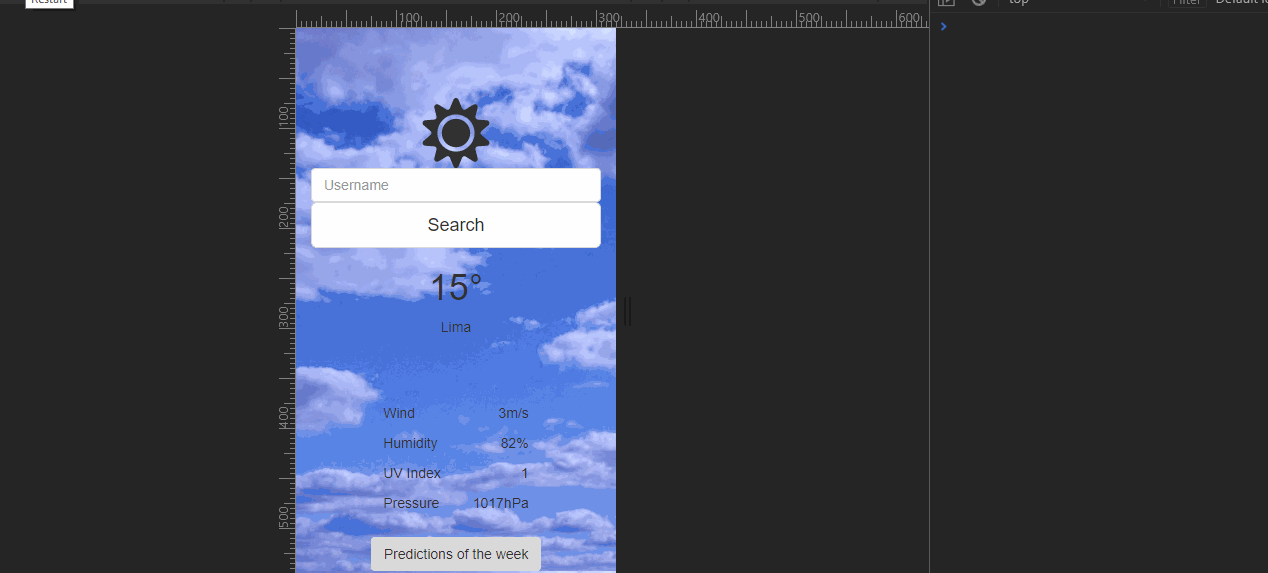 Restart
top
Filter
100
200
300
400
500
600
100
200
300
400
500
Username
Search
15°
Lima
Wind 3m/s
Humidity 82%
UV Index 1
Pressure 1017hPa
Predictions of the week